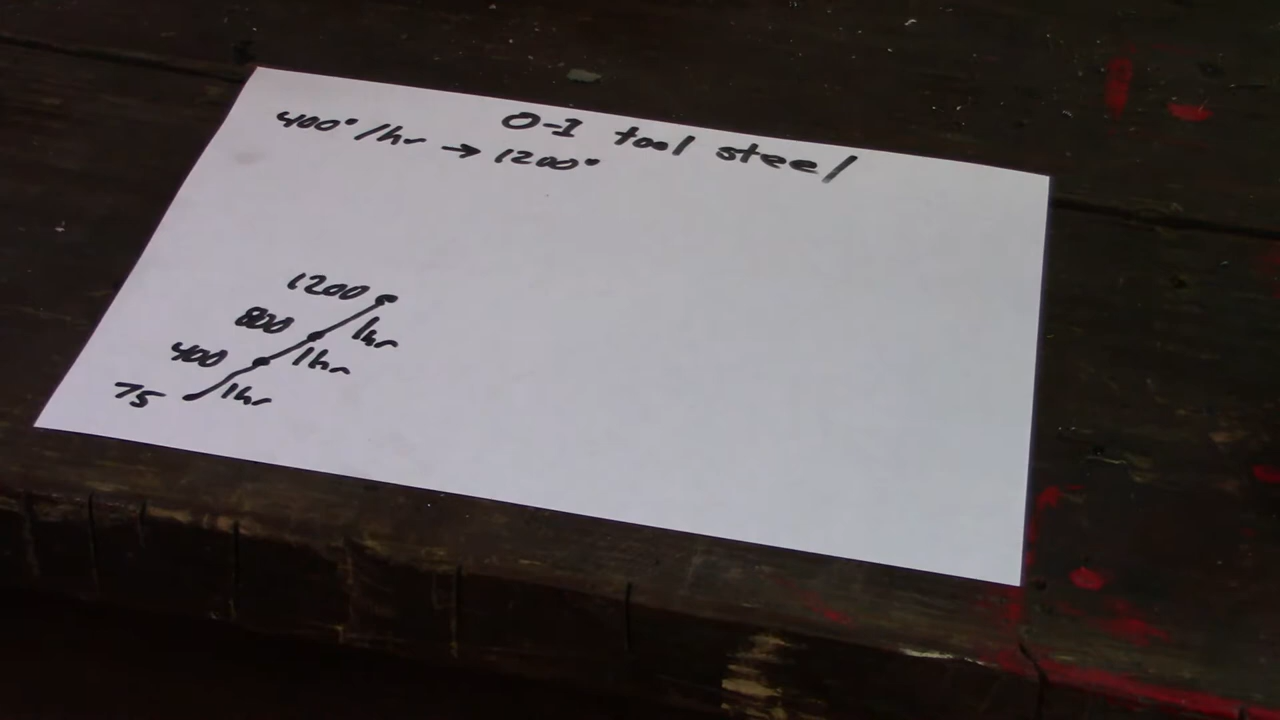 O-1 tool steel
400°/hr → 1200°
1200
1hr
800
1hr
400
1hr
75